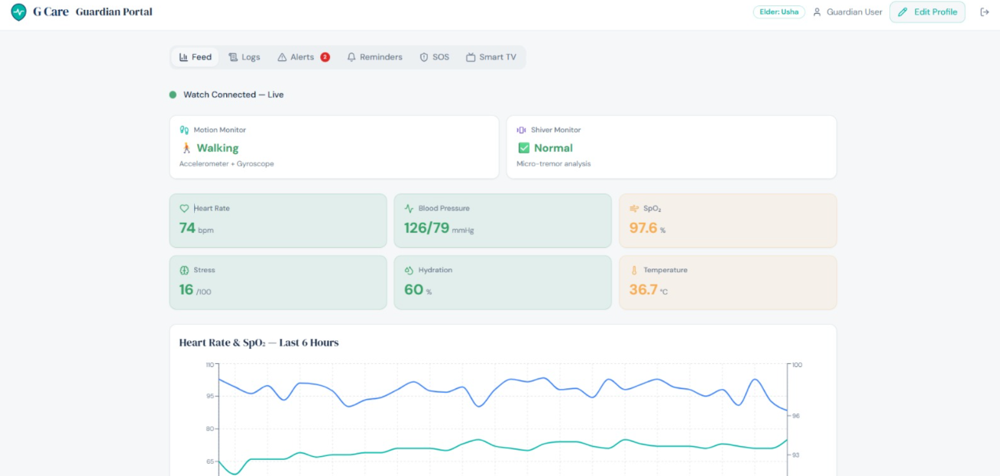 G Care Guardian Portal
Elder: Usha
Guardian User
Edit Profile
Feed
Logs
Alerts 2
Reminders
SOS
Smart TV
Watch Connected — Live
Motion Monitor
Walking
Accelerometer + Gyroscope
Shiver Monitor
Normal
Micro-tremor analysis
Heart Rate
74 bpm
Blood Pressure
126/79 mmHg
SpO₂
97.6 %
Stress
16 /100
Hydration
60 %
Temperature
36.7 °C
Heart Rate & SpO₂ — Last 6 Hours
110
95
80
65
100
96
93